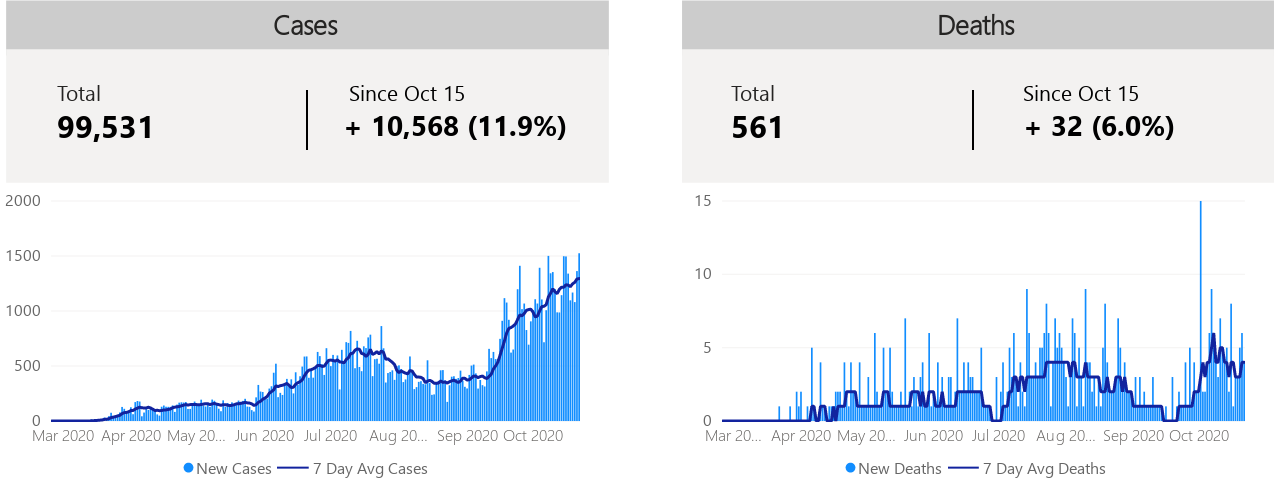 Cases
Total
99,531
Since Oct 15
+ 10,568 (11.9%)
2000
1500
1000
500
0
Mar 2020 Apr 2020 May 20... Jun 2020 Jul 2020 Aug 20... Sep 2020 Oct 2020
New Cases 7 Day Avg Cases
Deaths
Total
561
Since Oct 15
+ 32 (6.0%)
15
10
5
0
Mar 20... Apr 2020 May 20... Jun 2020 Jul 2020 Aug 20... Sep 2020 Oct 2020
New Deaths 7 Day Avg Deaths